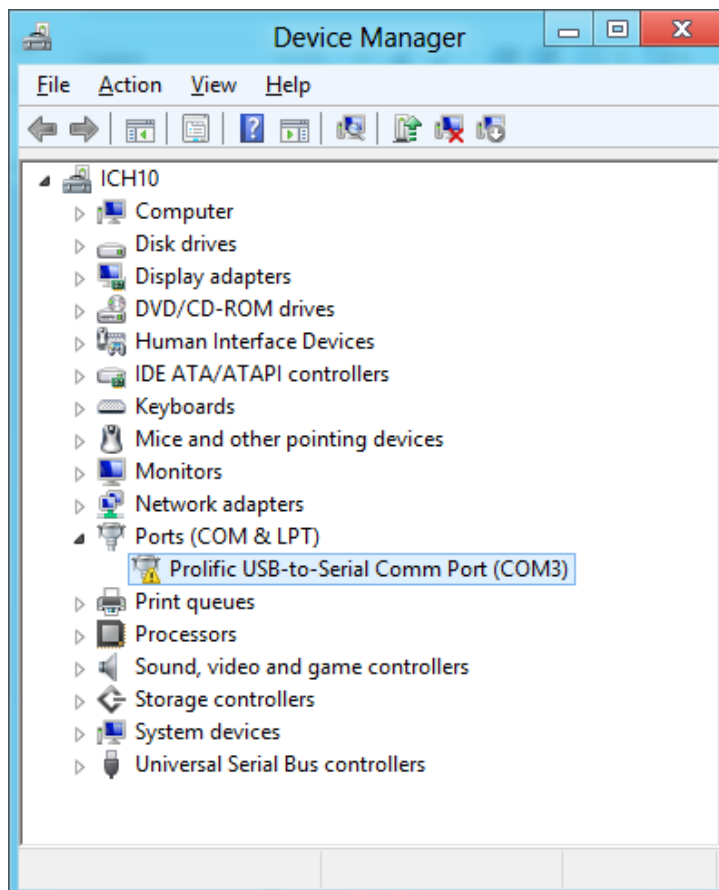 Device Manager
File Action View Help
ICH10
Computer
Disk drives
Display adapters
DVD/CD-ROM drives
Human Interface Devices
IDE ATA/ATAPI controllers
Keyboards
Mice and other pointing devices
Monitors
Network adapters
Ports (COM & LPT)
Prolific USB-to-Serial Comm Port (COM3)
Print queues
Processors
Sound, video and game controllers
Storage controllers
System devices
Universal Serial Bus controllers